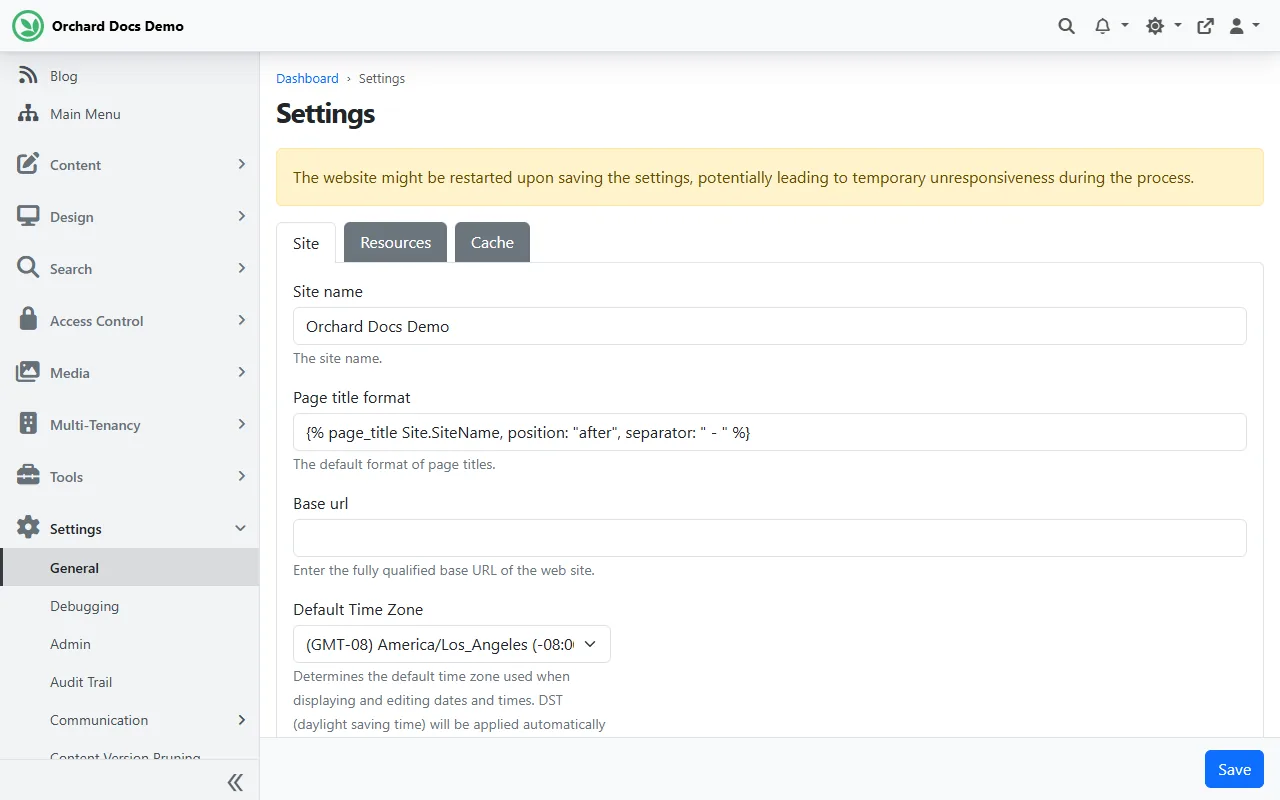 Orchard Docs Demo
Blog
Main Menu
Content
Design
Search
Access Control
Media
Multi-Tenancy
Tools
Settings
General
Debugging
Admin
Audit Trail
Communication
Content Version Pruning
Dashboard › Settings
Settings
The website might be restarted upon saving the settings, potentially leading to temporary unresponsiveness during the process.
Site Resources Cache
Site name
Orchard Docs Demo
The site name.
Page title format
{% page_title Site.SiteName, position: "after", separator: " - " %}
The default format of page titles.
Base url
Enter the fully qualified base URL of the web site.
Default Time Zone
(GMT-08) America/Los_Angeles (-08:0
Determines the default time zone used when
displaying and editing dates and times. DST
(daylight saving time) will be applied automatically
Save